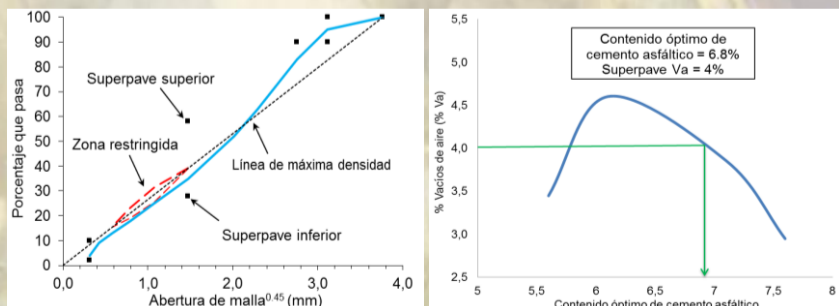 100
90
80
70
60
50
40
30
20
10
0
Porcentaje que pasa
Superpave superior
Zona restringida
Línea de máxima densidad
Superpave inferior
0,0 1,0 2,0 3,0 4,0
Abertura de malla0.45 (mm)
5,5
5,0
4,5
4,0
3,5
3,0
2,5
% Vacios de aire (% Va)
Contenido óptimo de
cemento asfáltico = 6.8%
Superpave Va = 4%
5 5,5 6 6,5 7 7,5 8
Contenido óptimo de cemento asfáltico